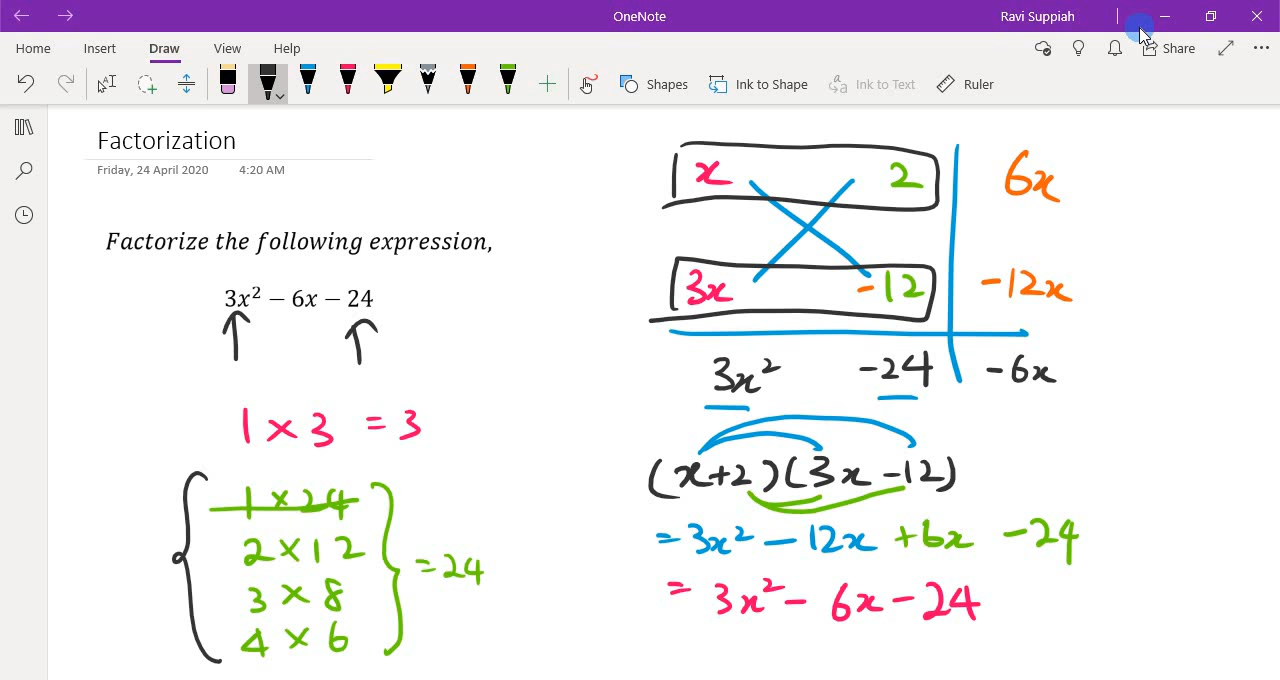 OneNote
Ravi Suppiah
Home Insert Draw View Help
Share
Shapes Ink to Shape Ink to Text Ruler
Factorization
Friday, 24 April 2020 4:20 AM
Factorize the following expression,
3x² − 6x − 24
1 × 3 = 3
1 × 24
2 × 12
3 × 8
4 × 6
= 24
x 2 6x
3x -12 -12x
3x² -24 -6x
(x+2)(3x-12)
= 3x² - 12x + 6x - 24
= 3x² - 6x - 24